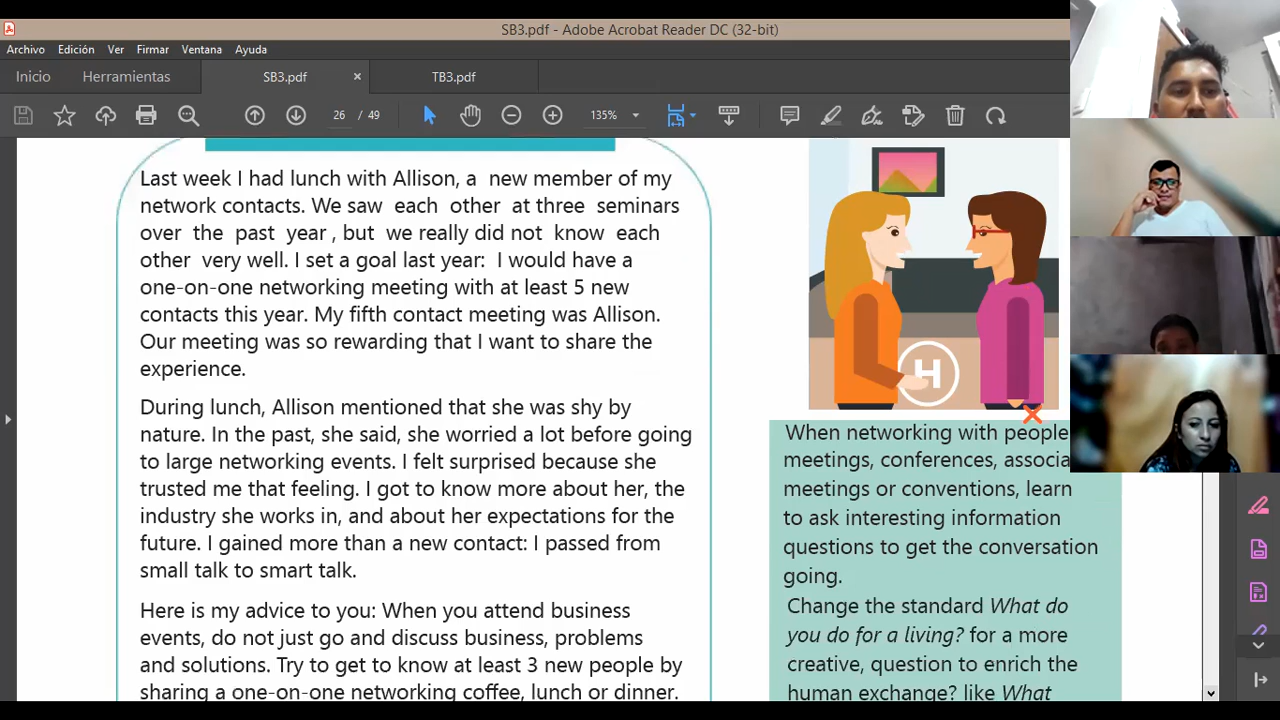 SB3.pdf - Adobe Acrobat Reader DC (32-bit)
Archivo Edición Ver Firmar Ventana Ayuda
Inicio Herramientas SB3.pdf × TB3.pdf
26 / 49 135%
Last week I had lunch with Allison, a new member of my
network contacts. We saw each other at three seminars
over the past year , but we really did not know each
other very well. I set a goal last year: I would have a
one-on-one networking meeting with at least 5 new
contacts this year. My fifth contact meeting was Allison.
Our meeting was so rewarding that I want to share the
experience.
During lunch, Allison mentioned that she was shy by
nature. In the past, she said, she worried a lot before going
to large networking events. I felt surprised because she
trusted me that feeling. I got to know more about her, the
industry she works in, and about her expectations for the
future. I gained more than a new contact: I passed from
small talk to smart talk.
Here is my advice to you: When you attend business
events, do not just go and discuss business, problems
and solutions. Try to get to know at least 3 new people by
sharing a one-on-one networking coffee, lunch or dinner.
H
When networking with people
meetings, conferences, associa
meetings or conventions, learn
to ask interesting information
questions to get the conversation
going.
Change the standard What do
you do for a living? for a more
creative, question to enrich the
human exchange? like What